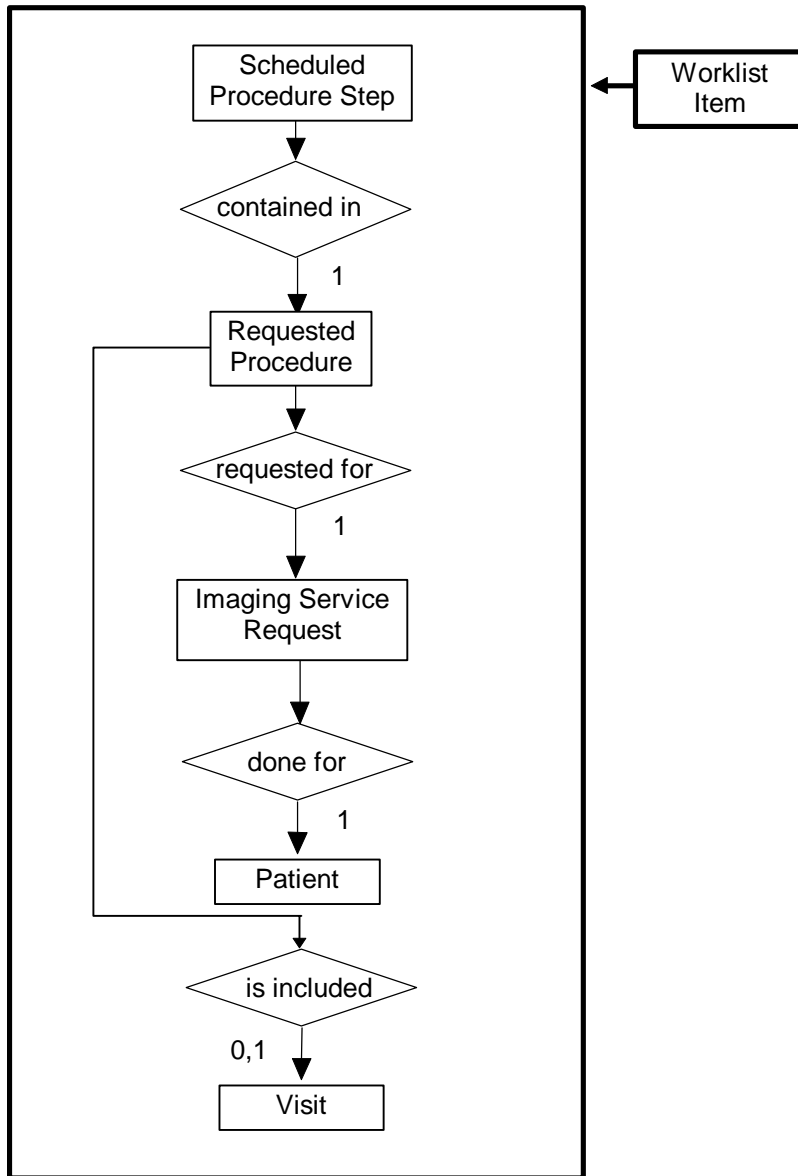 Scheduled
Procedure Step
Worklist
Item
contained in
1
Requested
Procedure
requested for
1
Imaging Service
Request
done for
1
Patient
is included
0,1
Visit